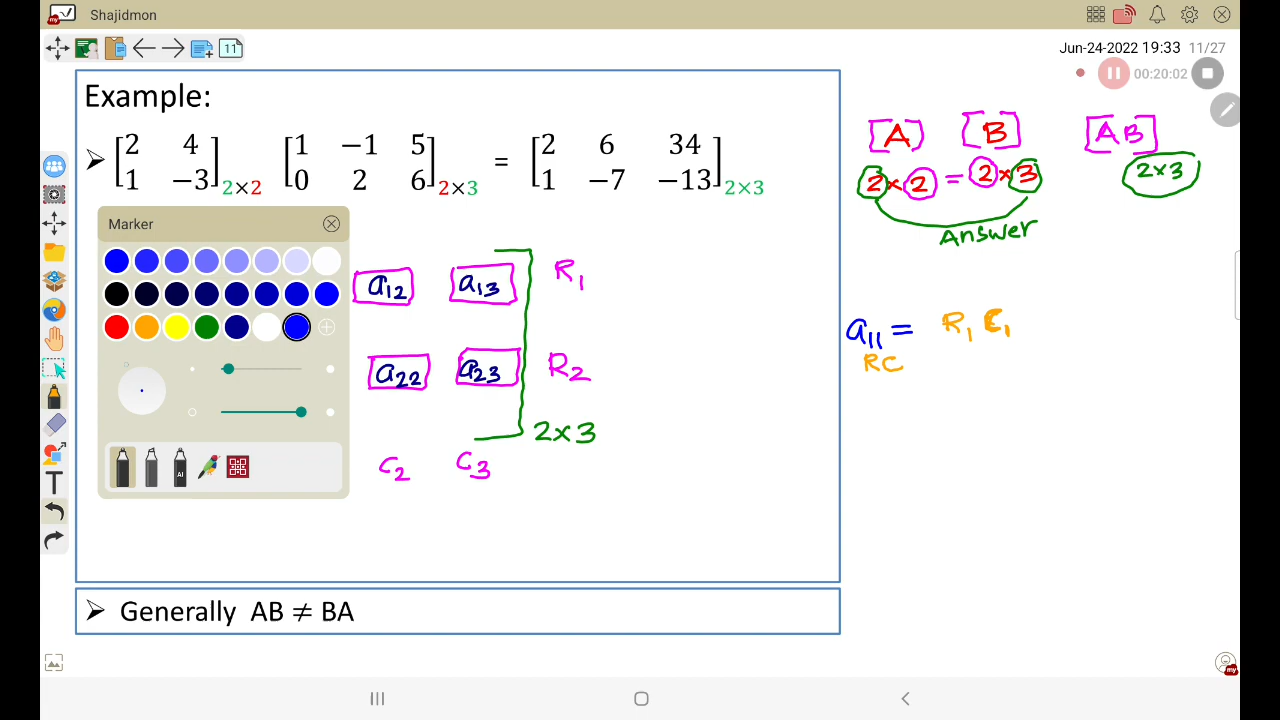 Shajidmon
11
Jun-24-2022 19:33 11/27
00:20:02
Example:
➤ [2 4 1 −3]2×2 [1 −1 5 0 2 6]2×3 = [2 6 34 1 −7 −13]2×3
[A] [B] [AB]
2×2 = 2×3 2×3
Answer
Marker
a12 a13 R1
a11 = R1 C1
RC
a22 a23 R2
2×3
C2 C3
AI
T
➤ Generally AB ≠ BA